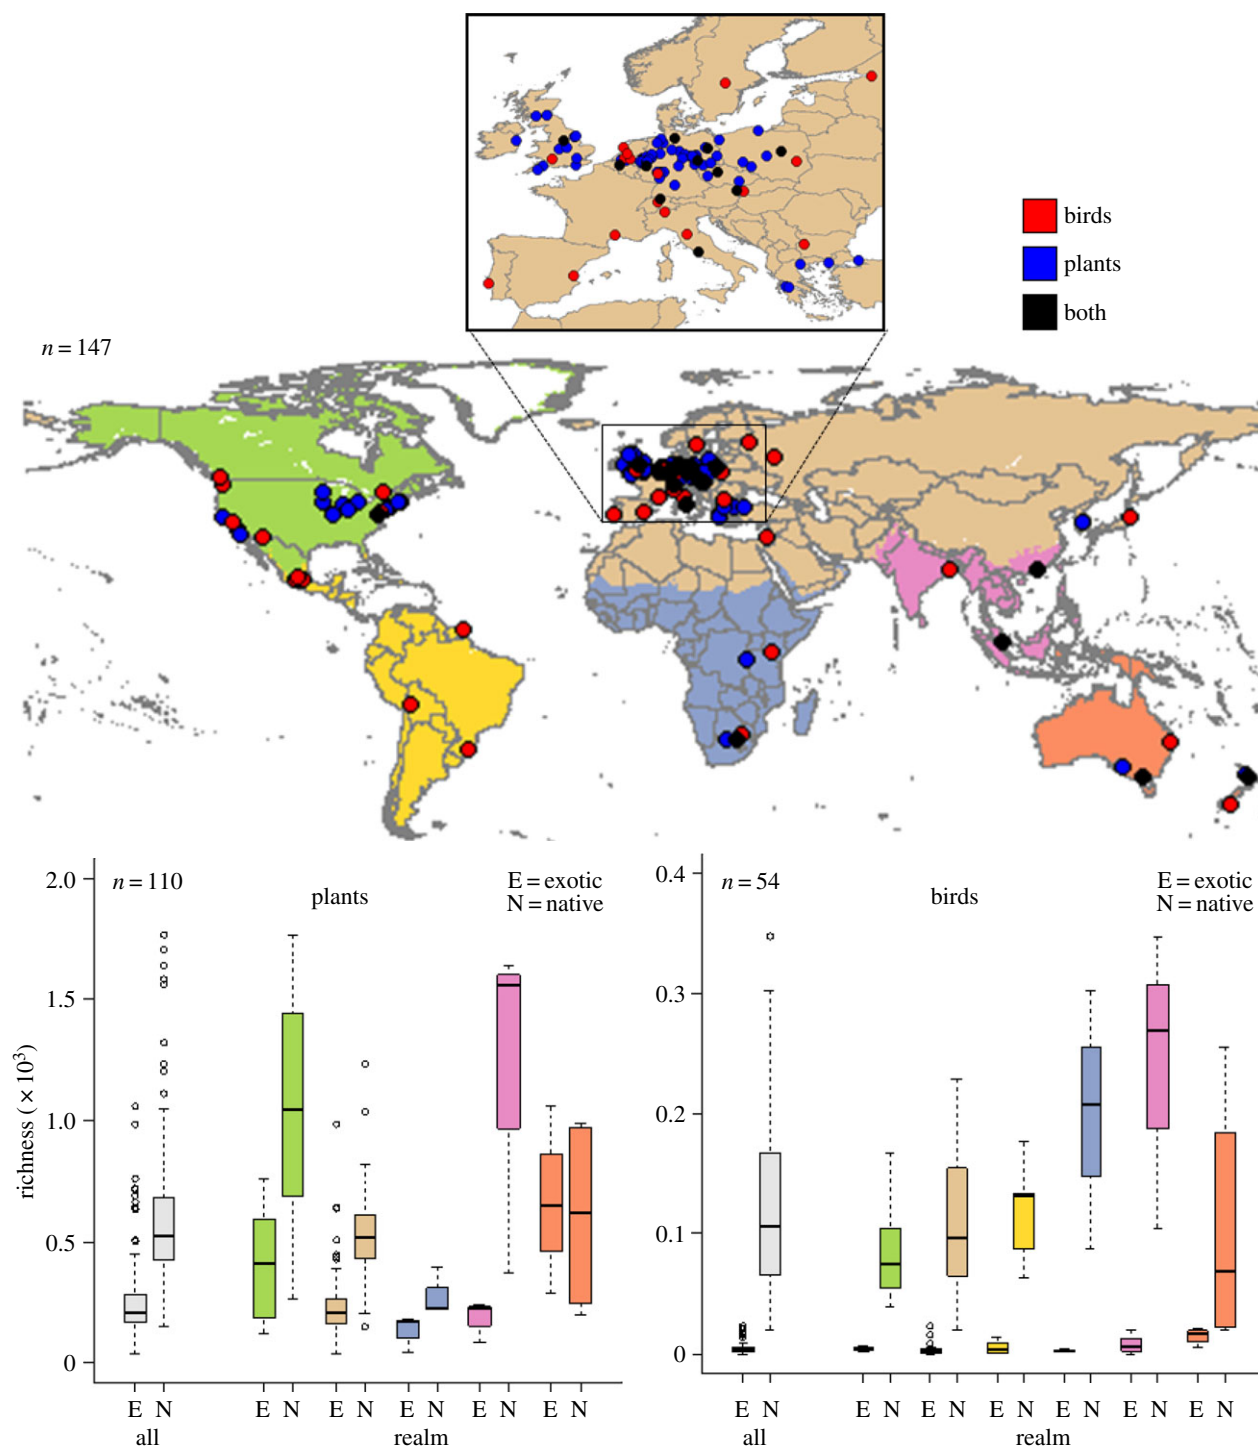 birds
plants
both
n = 147
n = 110
plants
E = exotic
N = native
2.0
1.5
1.0
0.5
0
richness ( × 10³)
E N E N E N E N E N E N
all realm
n = 54
birds
E = exotic
N = native
0.4
0.3
0.2
0.1
0
E N E N E N E N E N E N E N
all realm